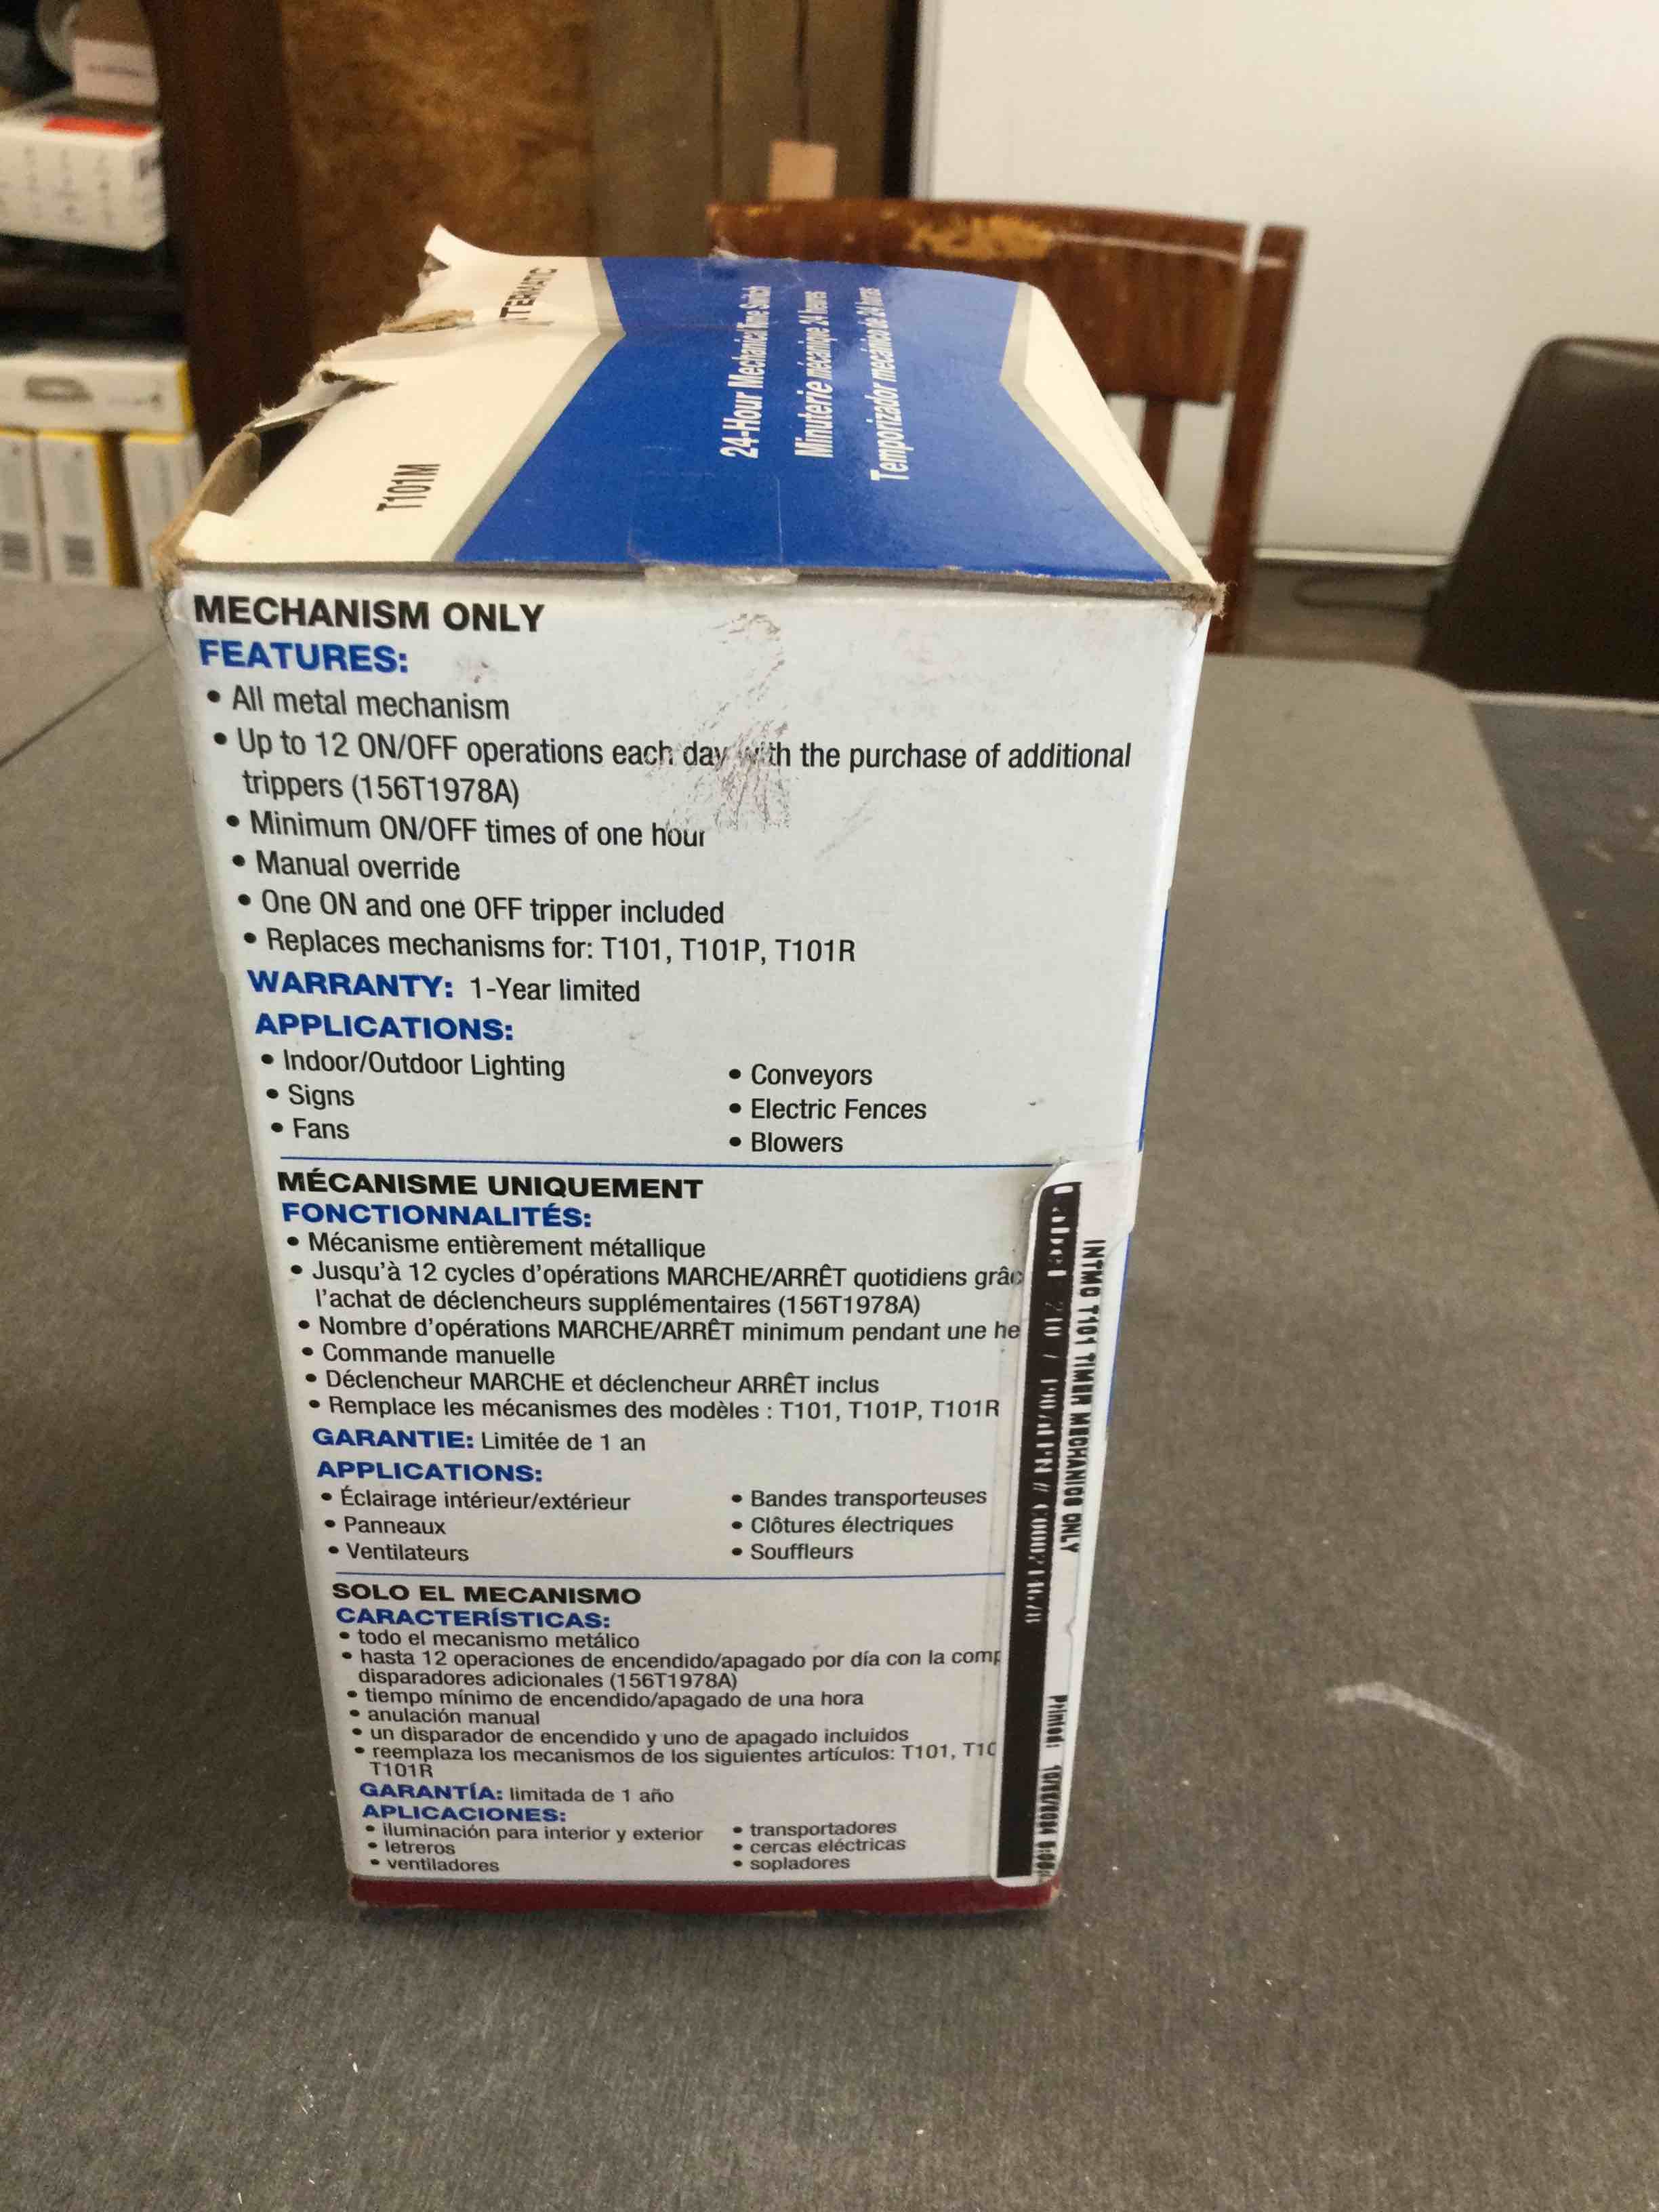 TERMATIC
T101M
24-Hour Mechanical Time Switch
Minuterie mécanique 24 heures
Temporizador mecánico de 24 horas
MECHANISM ONLY
FEATURES:
• All metal mechanism
• Up to 12 ON/OFF operations each day with the purchase of additional
trippers (156T1978A)
• Minimum ON/OFF times of one hour
• Manual override
• One ON and one OFF tripper included
• Replaces mechanisms for: T101, T101P, T101R
WARRANTY: 1-Year limited
APPLICATIONS:
• Indoor/Outdoor Lighting
• Signs
• Fans
• Conveyors
• Electric Fences
• Blowers
MÉCANISME UNIQUEMENT
FONCTIONNALITÉS:
• Mécanisme entièrement métallique
• Jusqu'à 12 cycles d'opérations MARCHE/ARRÊT quotidiens grâc
l'achat de déclencheurs supplémentaires (156T1978A)
• Nombre d'opérations MARCHE/ARRÊT minimum pendant une he
• Commande manuelle
• Déclencheur MARCHE et déclencheur ARRÊT inclus
• Remplace les mécanismes des modèles : T101, T101P, T101R
GARANTIE: Limitée de 1 an
APPLICATIONS:
• Éclairage intérieur/extérieur
• Panneaux
• Ventilateurs
• Bandes transporteuses
• Clôtures électriques
• Souffleurs
SOLO EL MECANISMO
CARACTERÍSTICAS:
• todo el mecanismo metálico
• hasta 12 operaciones de encendido/apagado por día con la comp
disparadores adicionales (156T1978A)
• tiempo mínimo de encendido/apagado de una hora
• anulación manual
• un disparador de encendido y uno de apagado incluidos
• reemplaza los mecanismos de los siguientes artículos: T101, T10
T101R
GARANTÍA: limitada de 1 año
APLICACIONES:
• iluminación para interior y exterior
• letreros
• ventiladores
• transportadores
• cercas eléctricas
• sopladores
INTMO T101 TIMER MECHANIOS ONLY
Printed: